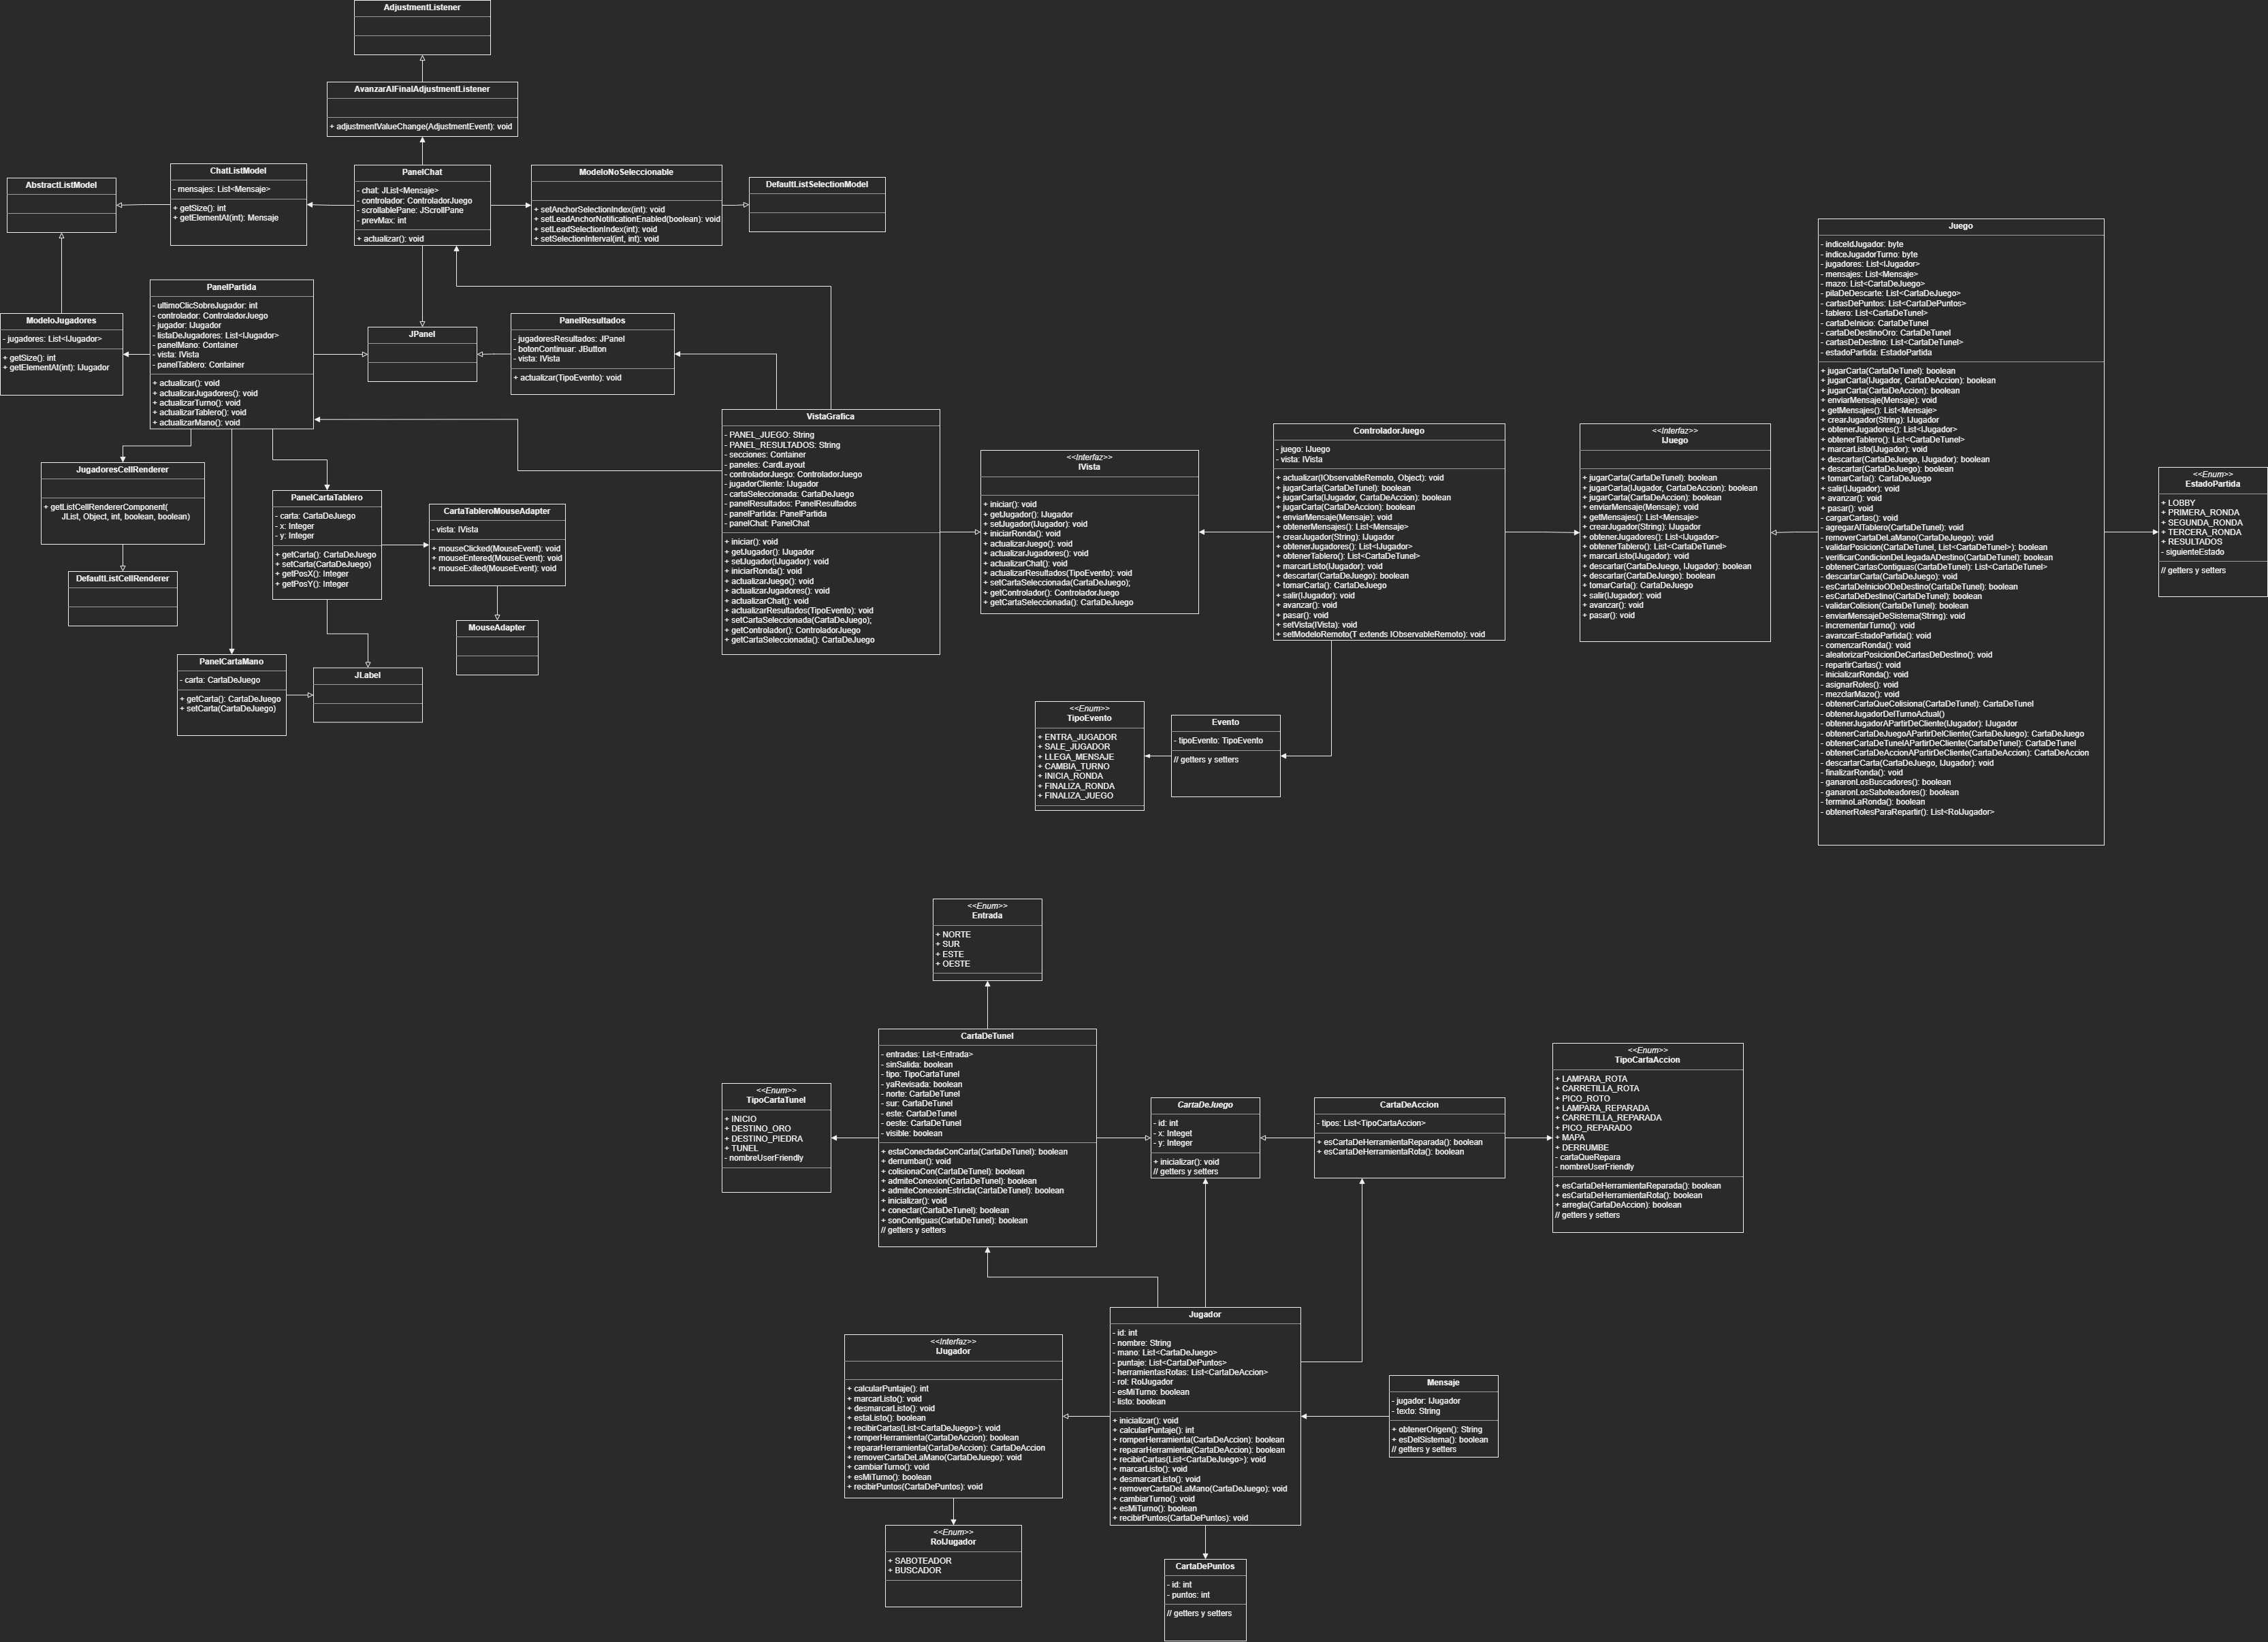 AdjustmentListener
AvanzarAlFinalAdjustmentListener
+ adjustmentValueChange(AdjustmentEvent): void
AbstractListModel
ChatListModel
- mensajes: List<Mensaje>
+ getSize(): int
+ getElementAt(int): Mensaje
PanelChat
- chat: JList<Mensaje>
- controlador: ControladorJuego
- scrollablePane: JScrollPane
- prevMax: int
+ actualizar(): void
ModeloNoSeleccionable
+ setAnchorSelectionIndex(int): void
+ setLeadAnchorNotificationEnabled(boolean): void
+ setLeadSelectionIndex(int): void
+ setSelectionInterval(int, int): void
DefaultListSelectionModel
PanelPartida
- ultimoClicSobreJugador: int
- controlador: ControladorJuego
- jugador: IJugador
- listaDeJugadores: List<IJugador>
- panelMano: Container
- vista: IVista
- panelTablero: Container
+ actualizar(): void
+ actualizarJugadores(): void
+ actualizarTurno(): void
+ actualizarTablero(): void
+ actualizarMano(): void
ModeloJugadores
- jugadores: List<IJugador>
+ getSize(): int
+ getElementAt(int): IJugador
JPanel
PanelResultados
- jugadoresResultados: JPanel
- botonContinuar: JButton
- vista: IVista
+ actualizar(TipoEvento): void
JugadoresCellRenderer
+ getListCellRendererComponent(
JList, Object, int, boolean, boolean)
DefaultListCellRenderer
PanelCartaTablero
- carta: CartaDeJuego
- x: Integer
- y: Integer
+ getCarta(): CartaDeJuego
+ setCarta(CartaDeJuego)
+ getPosX(): Integer
+ getPosY(): Integer
CartaTableroMouseAdapter
- vista: IVista
+ mouseClicked(MouseEvent): void
+ mouseEntered(MouseEvent): void
+ mouseExited(MouseEvent): void
MouseAdapter
PanelCartaMano
- carta: CartaDeJuego
+ getCarta(): CartaDeJuego
+ setCarta(CartaDeJuego)
JLabel
VistaGrafica
- PANEL_JUEGO: String
- PANEL_RESULTADOS: String
- secciones: Container
- paneles: CardLayout
- controladorJuego: ControladorJuego
- jugadorCliente: IJugador
- cartaSeleccionada: CartaDeJuego
- panelResultados: PanelResultados
- panelPartida: PanelPartida
- panelChat: PanelChat
+ iniciar(): void
+ getJugador(): IJugador
+ setJugador(IJugador): void
+ iniciarRonda(): void
+ actualizarJuego(): void
+ actualizarJugadores(): void
+ actualizarChat(): void
+ actualizarResultados(TipoEvento): void
+ setCartaSeleccionada(CartaDeJuego);
+ getControlador(): ControladorJuego
+ getCartaSeleccionada(): CartaDeJuego
<<Interfaz>>
IVista
+ iniciar(): void
+ getJugador(): IJugador
+ setJugador(IJugador): void
+ iniciarRonda(): void
+ actualizarJuego(): void
+ actualizarJugadores(): void
+ actualizarChat(): void
+ actualizarResultados(TipoEvento): void
+ setCartaSeleccionada(CartaDeJuego);
+ getControlador(): ControladorJuego
+ getCartaSeleccionada(): CartaDeJuego
ControladorJuego
- juego: IJuego
- vista: IVista
+ actualizar(IObservableRemoto, Object): void
+ jugarCarta(CartaDeTunel): boolean
+ jugarCarta(IJugador, CartaDeAccion): boolean
+ jugarCarta(CartaDeAccion): boolean
+ enviarMensaje(Mensaje): void
+ obtenerMensajes(): List<Mensaje>
+ crearJugador(String): IJugador
+ obtenerJugadores(): List<IJugador>
+ obtenerTablero(): List<CartaDeTunel>
+ marcarListo(IJugador): void
+ descartar(CartaDeJuego): boolean
+ tomarCarta(): CartaDeJuego
+ salir(IJugador): void
+ avanzar(): void
+ pasar(): void
+ setVista(IVista): void
+ setModeloRemoto(T extends IObservableRemoto): void
<<Interfaz>>
IJuego
+ jugarCarta(CartaDeTunel): boolean
+ jugarCarta(IJugador, CartaDeAccion): boolean
+ jugarCarta(CartaDeAccion): boolean
+ enviarMensaje(Mensaje): void
+ getMensajes(): List<Mensaje>
+ crearJugador(String): IJugador
+ obtenerJugadores(): List<IJugador>
+ obtenerTablero(): List<CartaDeTunel>
+ marcarListo(IJugador): void
+ descartar(CartaDeJuego, IJugador): boolean
+ descartar(CartaDeJuego): boolean
+ tomarCarta(): CartaDeJuego
+ salir(IJugador): void
+ avanzar(): void
+ pasar(): void
Juego
- indiceIdJugador: byte
- indiceJugadorTurno: byte
- jugadores: List<IJugador>
- mensajes: List<Mensaje>
- mazo: List<CartaDeJuego>
- pilaDeDescarte: List<CartaDeJuego>
- cartasDePuntos: List<CartaDePuntos>
- tablero: List<CartaDeTunel>
- cartaDeInicio: CartaDeTunel
- cartaDeDestinoOro: CartaDeTunel
- cartasDeDestino: List<CartaDeTunel>
- estadoPartida: EstadoPartida
+ jugarCarta(CartaDeTunel): boolean
+ jugarCarta(IJugador, CartaDeAccion): boolean
+ jugarCarta(CartaDeAccion): boolean
+ enviarMensaje(Mensaje): void
+ getMensajes(): List<Mensaje>
+ crearJugador(String): IJugador
+ obtenerJugadores(): List<IJugador>
+ obtenerTablero(): List<CartaDeTunel>
+ marcarListo(IJugador): void
+ descartar(CartaDeJuego, IJugador): boolean
+ descartar(CartaDeJuego): boolean
+ tomarCarta(): CartaDeJuego
+ salir(IJugador): void
+ avanzar(): void
+ pasar(): void
- cargarCartas(): void
- agregarAlTablero(CartaDeTunel): void
- removerCartaDeLaMano(CartaDeJuego): void
- validarPosicion(CartaDeTunel, List<CartaDeTunel>): boolean
- verificarCondicionDeLlegadaADestino(CartaDeTunel): boolean
- obtenerCartasContiguas(CartaDeTunel): List<CartaDeTunel>
- descartarCarta(CartaDeJuego): void
- esCartaDeInicioODeDestino(CartaDeTunel): boolean
- esCartaDeDestino(CartaDeTunel): boolean
- validarColision(CartaDeTunel): boolean
- enviarMensajeDeSistema(String): void
- incrementarTurno(): void
- avanzarEstadoPartida(): void
- comenzarRonda(): void
- aleatorizarPosicionDeCartasDeDestino(): void
- repartirCartas(): void
- inicializarRonda(): void
- asignarRoles(): void
- mezclarMazo(): void
- obtenerCartaQueColisiona(CartaDeTunel): CartaDeTunel
- obtenerJugadorDelTurnoActual()
- obtenerJugadorAPartirDeCliente(IJugador): IJugador
- obtenerCartaDeJuegoAPartirDelCliente(CartaDeJuego): CartaDeJuego
- obtenerCartaDeTunelAPartirDeCliente(CartaDeTunel): CartaDeTunel
- obtenerCartaDeAccionAPartirDeCliente(CartaDeAccion): CartaDeAccion
- descartarCarta(CartaDeJuego, IJugador): void
- finalizarRonda(): void
- ganaronLosBuscadores(): boolean
- ganaronLosSaboteadores(): boolean
- terminoLaRonda(): boolean
- obtenerRolesParaRepartir(): List<RolJugador>
<<Enum>>
EstadoPartida
+ LOBBY
+ PRIMERA_RONDA
+ SEGUNDA_RONDA
+ TERCERA_RONDA
+ RESULTADOS
- siguienteEstado
// getters y setters
<<Enum>>
TipoEvento
+ ENTRA_JUGADOR
+ SALE_JUGADOR
+ LLEGA_MENSAJE
+ CAMBIA_TURNO
+ INICIA_RONDA
+ FINALIZA_RONDA
+ FINALIZA_JUEGO
Evento
- tipoEvento: TipoEvento
// getters y setters
<<Enum>>
Entrada
+ NORTE
+ SUR
+ ESTE
+ OESTE
CartaDeTunel
- entradas: List<Entrada>
- sinSalida: boolean
- tipo: TipoCartaTunel
- yaRevisada: boolean
- norte: CartaDeTunel
- sur: CartaDeTunel
- este: CartaDeTunel
- oeste: CartaDeTunel
- visible: boolean
+ estaConectadaConCarta(CartaDeTunel): boolean
+ derrumbar(): void
+ colisionaCon(CartaDeTunel): boolean
+ admiteConexion(CartaDeTunel): boolean
+ admiteConexionEstricta(CartaDeTunel): boolean
+ inicializar(): void
+ conectar(CartaDeTunel): boolean
+ sonContiguas(CartaDeTunel): boolean
// getters y setters
<<Enum>>
TipoCartaTunel
+ INICIO
+ DESTINO_ORO
+ DESTINO_PIEDRA
+ TUNEL
- nombreUserFriendly
CartaDeJuego
- id: int
- x: Integet
- y: Integer
+ inicializar(): void
// getters y setters
CartaDeAccion
- tipos: List<TipoCartaAccion>
+ esCartaDeHerramientaReparada(): boolean
+ esCartaDeHerramientaRota(): boolean
<<Enum>>
TipoCartaAccion
+ LAMPARA_ROTA
+ CARRETILLA_ROTA
+ PICO_ROTO
+ LAMPARA_REPARADA
+ CARRETILLA_REPARADA
+ PICO_REPARADO
+ MAPA
+ DERRUMBE
- cartaQueRepara
- nombreUserFriendly
+ esCartaDeHerramientaReparada(): boolean
+ esCartaDeHerramientaRota(): boolean
+ arregla(CartaDeAccion): boolean
// getters y setters
Jugador
- id: int
- nombre: String
- mano: List<CartaDeJuego>
- puntaje: List<CartaDePuntos>
- herramientasRotas: List<CartaDeAccion>
- rol: RolJugador
- esMiTurno: boolean
- listo: boolean
+ inicializar(): void
+ calcularPuntaje(): int
+ romperHerramienta(CartaDeAccion): boolean
+ repararHerramienta(CartaDeAccion): boolean
+ recibirCartas(List<CartaDeJuego>): void
+ marcarListo(): void
+ desmarcarListo(): void
+ removerCartaDeLaMano(CartaDeJuego): void
+ cambiarTurno(): void
+ esMiTurno(): boolean
+ recibirPuntos(CartaDePuntos): void
<<Interfaz>>
IJugador
+ calcularPuntaje(): int
+ marcarListo(): void
+ desmarcarListo(): void
+ estaListo(): boolean
+ recibirCartas(List<CartaDeJuego>): void
+ romperHerramienta(CartaDeAccion): boolean
+ repararHerramienta(CartaDeAccion): CartaDeAccion
+ removerCartaDeLaMano(CartaDeJuego): void
+ cambiarTurno(): void
+ esMiTurno(): boolean
+ recibirPuntos(CartaDePuntos): void
Mensaje
- jugador: IJugador
- texto: String
+ obtenerOrigen(): String
+ esDelSistema(): boolean
// getters y setters
<<Enum>>
RolJugador
+ SABOTEADOR
+ BUSCADOR
CartaDePuntos
- id: int
- puntos: int
// getters y setters